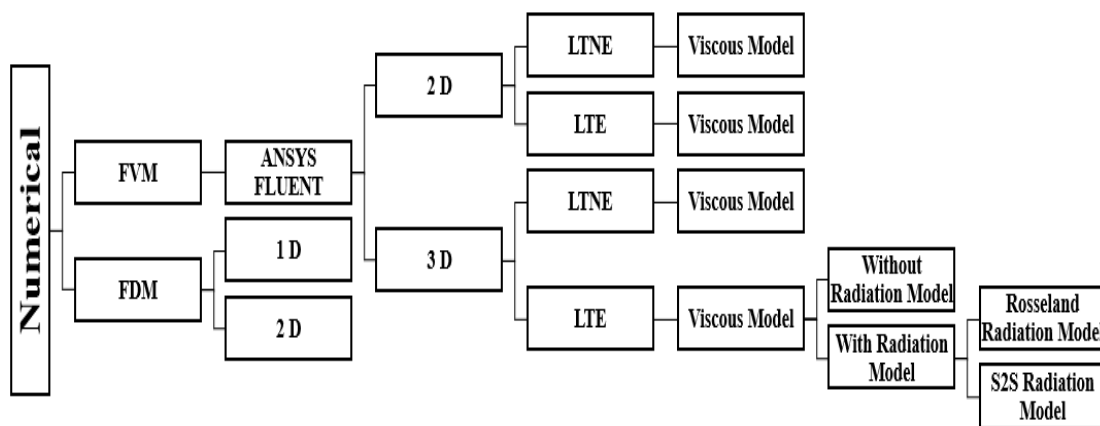 Numerical
FVM
FDM
ANSYS
FLUENT
1 D
2 D
2 D
3 D
LTNE
Viscous Model
LTE
Viscous Model
LTNE
Viscous Model
LTE
Viscous Model
Without
Radiation Model
With Radiation
Model
Rosseland
Radiation Model
S2S Radiation
Model